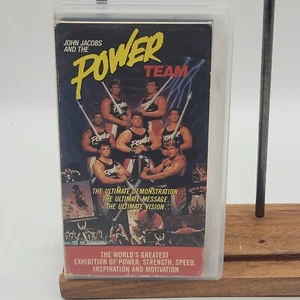 JOHN JACOBS
AND THE
POWER
TEAM
THE ULTIMATE DEMONSTRATION
THE ULTIMATE MESSAGE
THE ULTIMATE VISION
THE WORLD'S GREATEST
EXHIBITION OF POWER, STRENGTH, SPEED,
INSPIRATION AND MOTIVATION